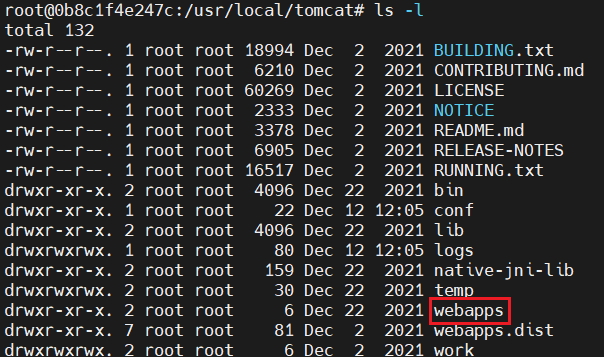 root@0b8c1f4e247c:/usr/local/tomcat# ls -l
total 132
-rw-r--r--. 1 root root 18994 Dec  2  2021 BUILDING.txt
-rw-r--r--. 1 root root  6210 Dec  2  2021 CONTRIBUTING.md
-rw-r--r--. 1 root root 60269 Dec  2  2021 LICENSE
-rw-r--r--. 1 root root  2333 Dec  2  2021 NOTICE
-rw-r--r--. 1 root root  3378 Dec  2  2021 README.md
-rw-r--r--. 1 root root  6905 Dec  2  2021 RELEASE-NOTES
-rw-r--r--. 1 root root 16517 Dec  2  2021 RUNNING.txt
drwxr-xr-x. 2 root root  4096 Dec 22  2021 bin
drwxr-xr-x. 1 root root    22 Dec 12 12:05 conf
drwxr-xr-x. 2 root root  4096 Dec 22  2021 lib
drwxrwxrwx. 1 root root    80 Dec 12 12:05 logs
drwxr-xr-x. 2 root root   159 Dec 22  2021 native-jni-lib
drwxrwxrwx. 2 root root    30 Dec 22  2021 temp
drwxr-xr-x. 2 root root     6 Dec 22  2021 webapps
drwxr-xr-x. 7 root root    81 Dec  2  2021 webapps.dist
drwxrwxrwx. 2 root root     6 Dec  2  2021 work